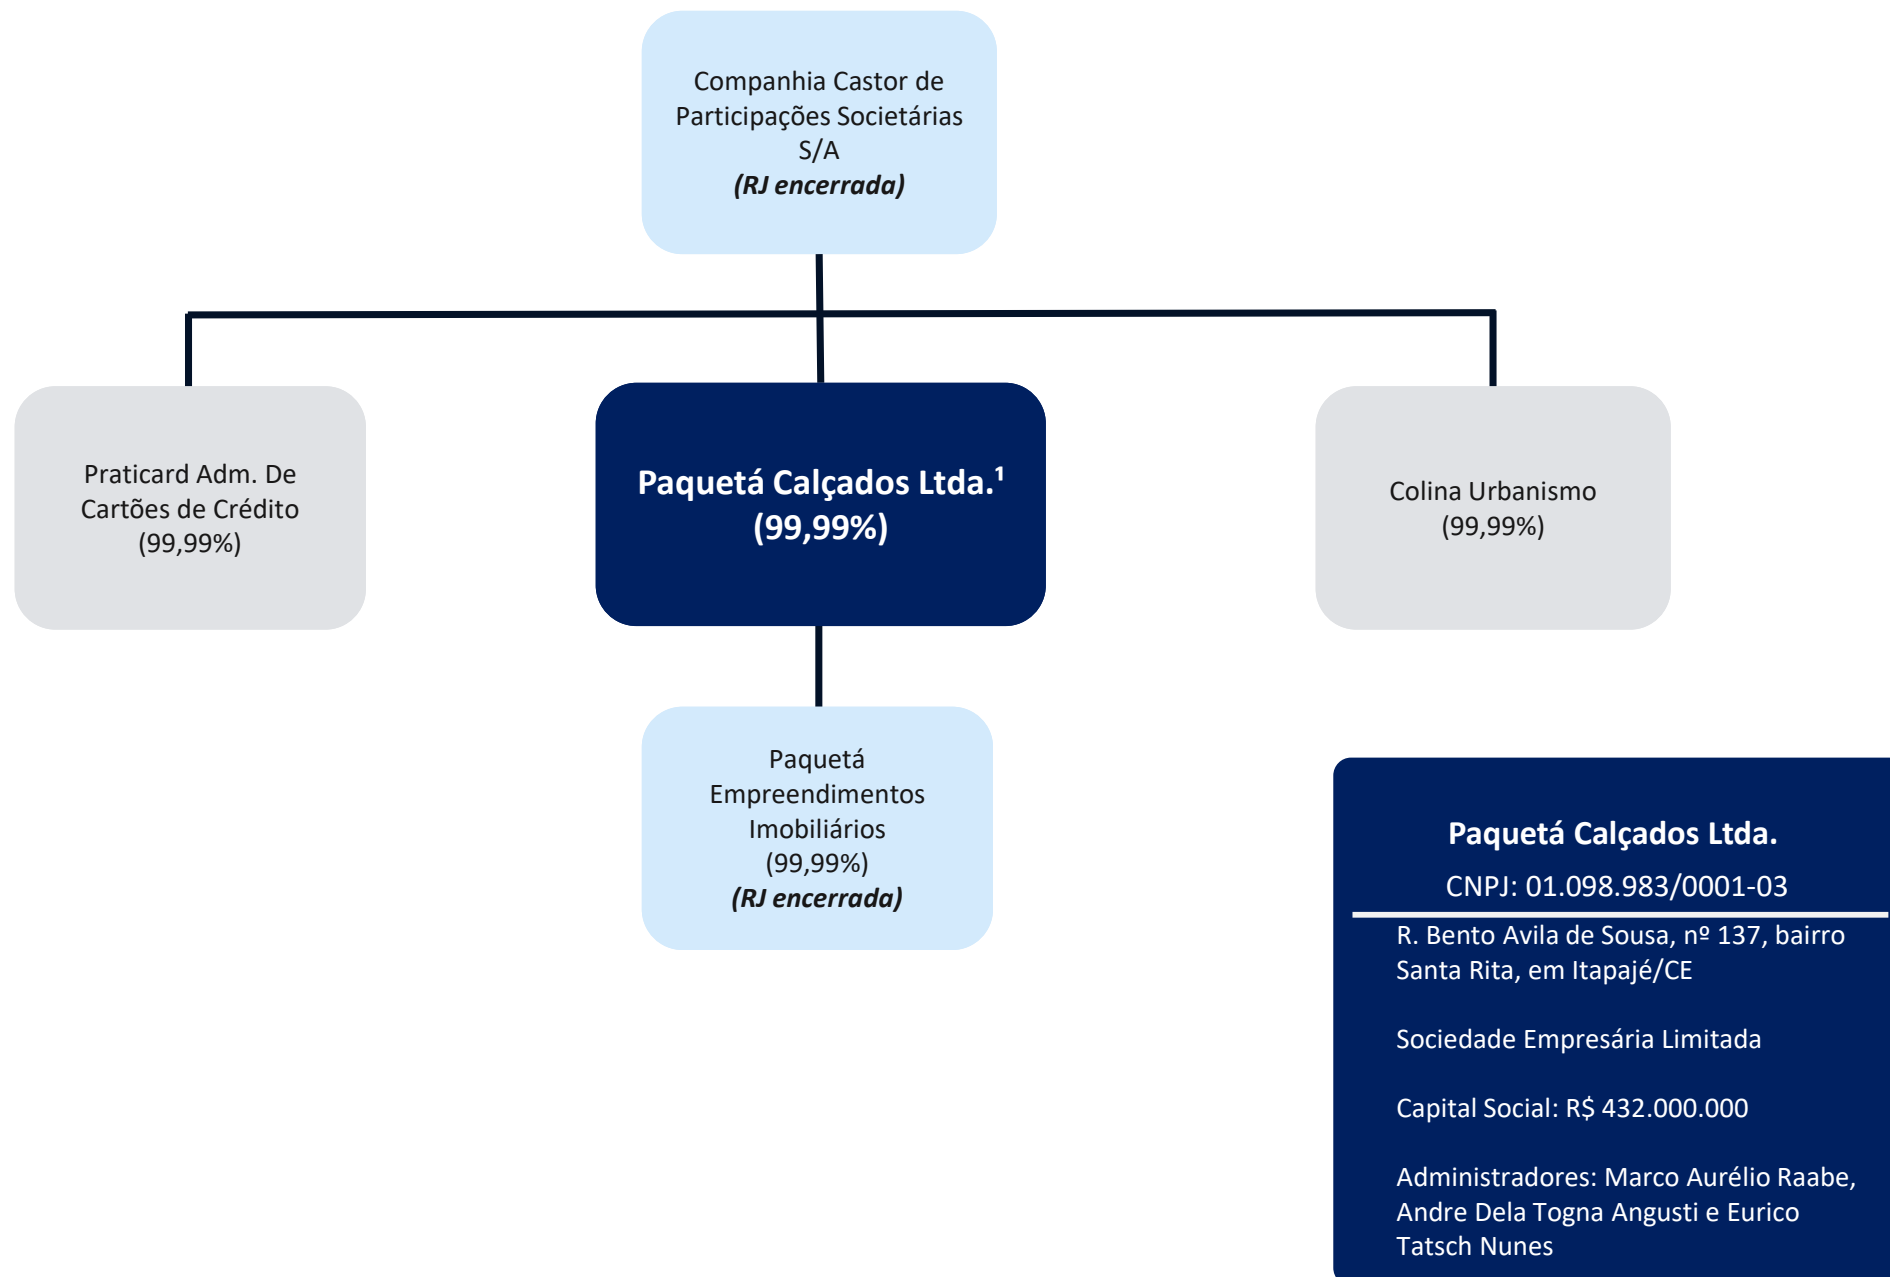 Companhia Castor de
Participações Societárias
S/A
(RJ encerrada)
Praticard Adm. De
Cartões de Crédito
(99,99%)
Paquetá Calçados Ltda.¹
(99,99%)
Colina Urbanismo
(99,99%)
Paquetá
Empreendimentos
Imobiliários
(99,99%)
(RJ encerrada)
Paquetá Calçados Ltda.
CNPJ: 01.098.983/0001-03
R. Bento Avila de Sousa, nº 137, bairro
Santa Rita, em Itapajé/CE
Sociedade Empresária Limitada
Capital Social: R$ 432.000.000
Administradores: Marco Aurélio Raabe,
Andre Dela Togna Angusti e Eurico
Tatsch Nunes